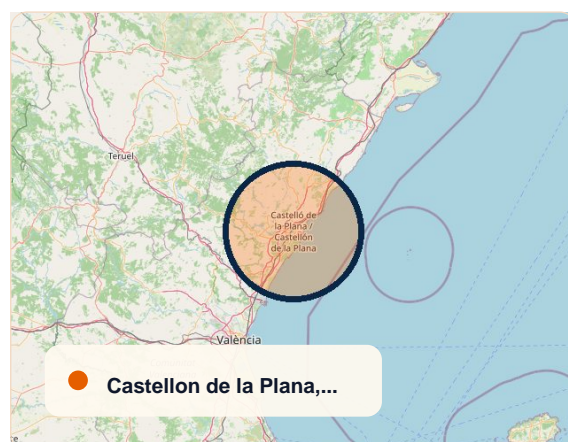 Teruel
Castelló de
la Plana /
Castellón
de la Plana
València
Castellon de la Plana,...